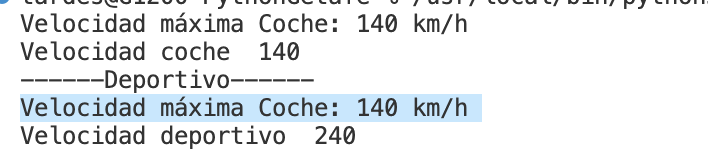 Velocidad máxima Coche: 140 km/h
Velocidad coche  140
------Deportivo------
Velocidad máxima Coche: 140 km/h
Velocidad deportivo  240